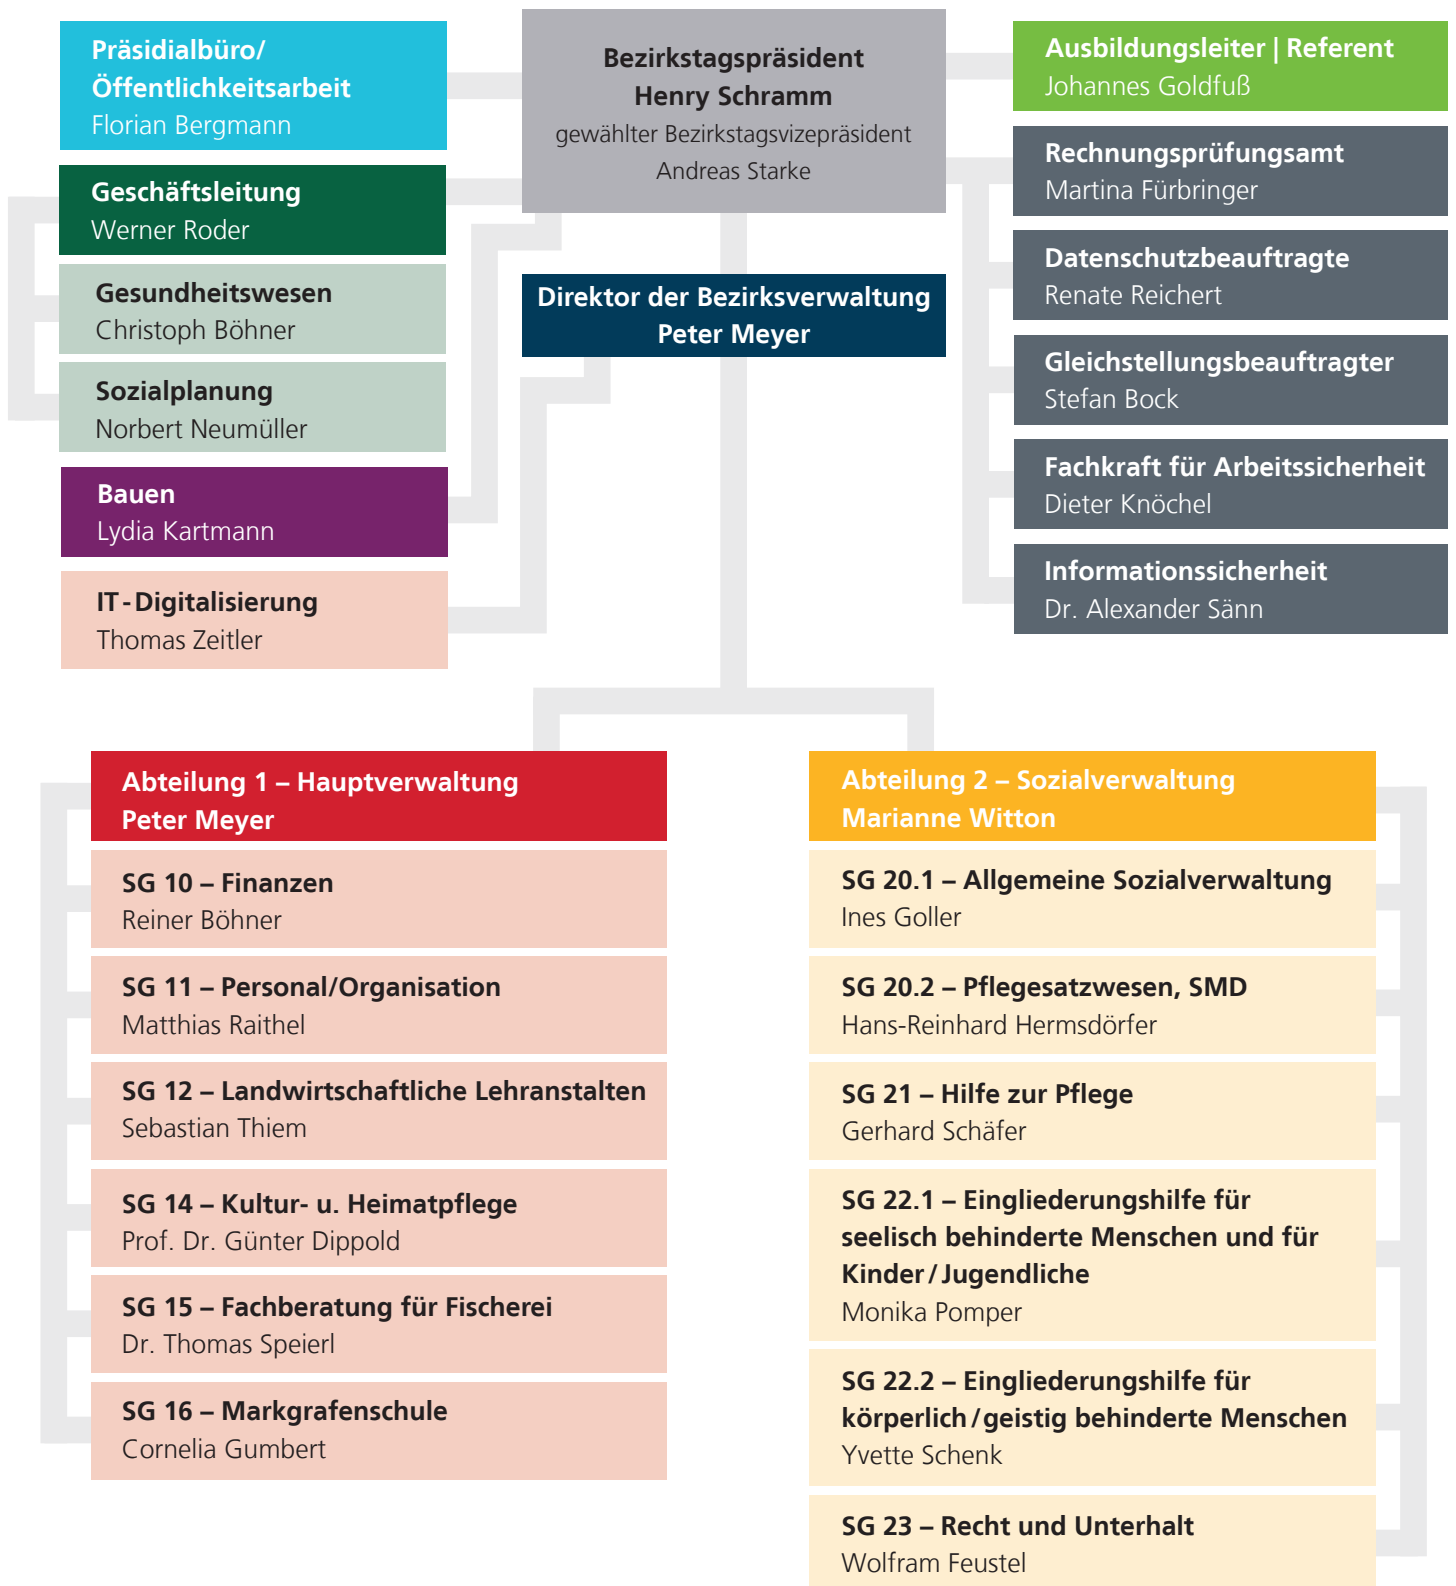 Präsidialbüro/
Öffentlichkeitsarbeit
Florian Bergmann
Geschäftsleitung
Werner Roder
Gesundheitswesen
Christoph Böhner
Sozialplanung
Norbert Neumüller
Bauen
Lydia Kartmann
IT-Digitalisierung
Thomas Zeitler
Bezirkstagspräsident
Henry Schramm
gewählter Bezirkstagsvizepräsident
Andreas Starke
Direktor der Bezirksverwaltung
Peter Meyer
Ausbildungsleiter | Referent
Johannes Goldfuß
Rechnungsprüfungsamt
Martina Fürbringer
Datenschutzbeauftragte
Renate Reichert
Gleichstellungsbeauftragter
Stefan Bock
Fachkraft für Arbeitssicherheit
Dieter Knöchel
Informationssicherheit
Dr. Alexander Sänn
Abteilung 1 – Hauptverwaltung
Peter Meyer
SG 10 – Finanzen
Reiner Böhner
SG 11 – Personal/Organisation
Matthias Raithel
SG 12 – Landwirtschaftliche Lehranstalten
Sebastian Thiem
SG 14 – Kultur- u. Heimatpflege
Prof. Dr. Günter Dippold
SG 15 – Fachberatung für Fischerei
Dr. Thomas Speierl
SG 16 – Markgrafenschule
Cornelia Gumbert
Abteilung 2 – Sozialverwaltung
Marianne Witton
SG 20.1 – Allgemeine Sozialverwaltung
Ines Goller
SG 20.2 – Pflegesatzwesen, SMD
Hans-Reinhard Hermsdörfer
SG 21 – Hilfe zur Pflege
Gerhard Schäfer
SG 22.1 – Eingliederungshilfe für
seelisch behinderte Menschen und für
Kinder/Jugendliche
Monika Pomper
SG 22.2 – Eingliederungshilfe für
körperlich/geistig behinderte Menschen
Yvette Schenk
SG 23 – Recht und Unterhalt
Wolfram Feustel